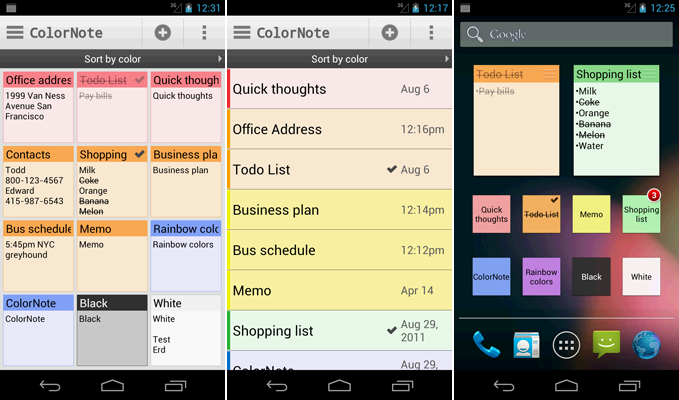 3G 12:31
ColorNote
Sort by color
Office addres
1999 Van Ness
Avenue San
Francisco
Todo List
Pay bills
Quick though
Quick thoughts
Contacts
Todd
800-123-4567
Edward
415-987-6543
Shopping
Milk
Coke
Orange
Banana
Melon
Business pla
Business plan
Bus schedule
5:45pm NYC
greyhound
Memo
Memo
Rainbow colo
Rainbow colors
ColorNote
ColorNote
Black
Black
White
White
Test
Erd
3G 12:17
ColorNote
Sort by color
Quick thoughts Aug 6
Office Address 12:16pm
Todo List Aug 6
Business plan 12:14pm
Bus schedule 12:12pm
Memo Apr 14
Shopping list Aug 29,
2011
ColorNote Aug 29,
3G 12:25
Google
Todo List
•Pay bills
Shopping list
•Milk
•Coke
•Orange
•Banana
•Melon
•Water
Quick
thoughts
Todo List
Memo
3
Shopping
list
ColorNote
Rainbow
colors
Black
White